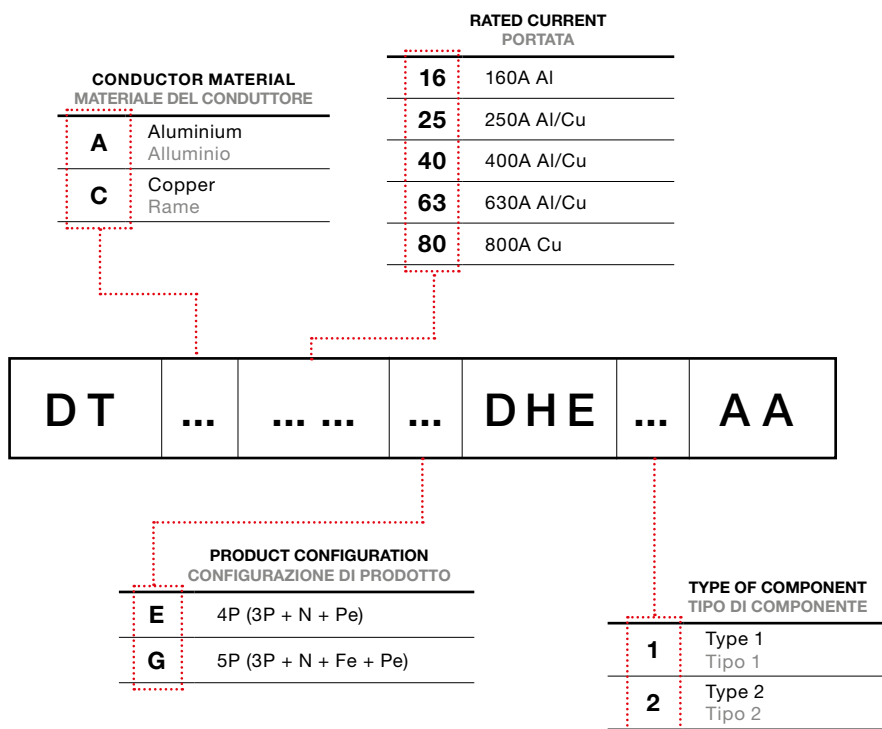 RATED CURRENT
PORTATA
16 160A Al
25 250A Al/Cu
40 400A Al/Cu
63 630A Al/Cu
80 800A Cu
CONDUCTOR MATERIAL
MATERIALE DEL CONDUTTORE
A Aluminium
Alluminio
C Copper
Rame
DT ... ... ... ... DHE ... AA
PRODUCT CONFIGURATION
CONFIGURAZIONE DI PRODOTTO
E 4P (3P + N + Pe)
G 5P (3P + N + Fe + Pe)
TYPE OF COMPONENT
TIPO DI COMPONENTE
1 Type 1
Tipo 1
2 Type 2
Tipo 2